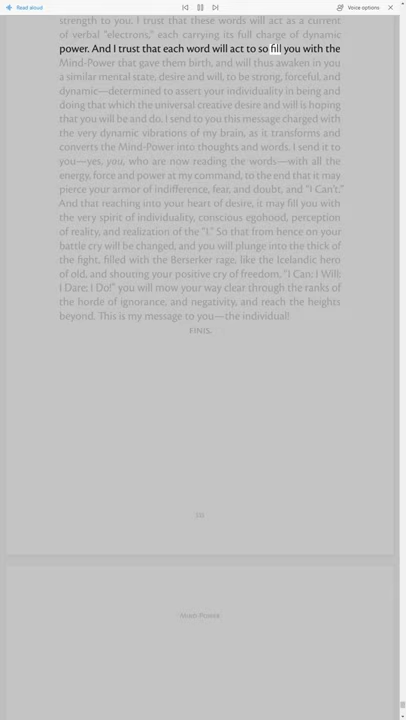 Read aloud
Voice options
strength to you. I trust that these words will act as a current
of verbal "electrons," each carrying its full charge of dynamic
power. And I trust that each word will act to so fill you with the
Mind-Power that gave them birth, and will thus awaken in you
a similar mental state, desire and will, to be strong, forceful, and
dynamic—determined to assert your individuality in being and
doing that which the universal creative desire and will is hoping
that you will be and do. I send to you this message charged with
the very dynamic vibrations of my brain, as it transforms and
converts the Mind-Power into thoughts and words. I send it to
you—yes, you, who are now reading the words—with all the
energy, force and power at my command, to the end that it may
pierce your armor of indifference, fear, and doubt, and "I Can't."
And that reaching into your heart of desire, it may fill you with
the very spirit of individuality, conscious egohood, perception
of reality, and realization of the "I." So that from hence on your
battle cry will be changed, and you will plunge into the thick of
the fight, filled with the Berserker rage, like the Icelandic hero
of old, and shouting your positive cry of freedom. "I Can; I Will;
I Dare; I Do!" you will mow your way clear through the ranks of
the horde of ignorance, and negativity, and reach the heights
beyond. This is my message to you—the individual!
FINIS.
Mind-Power